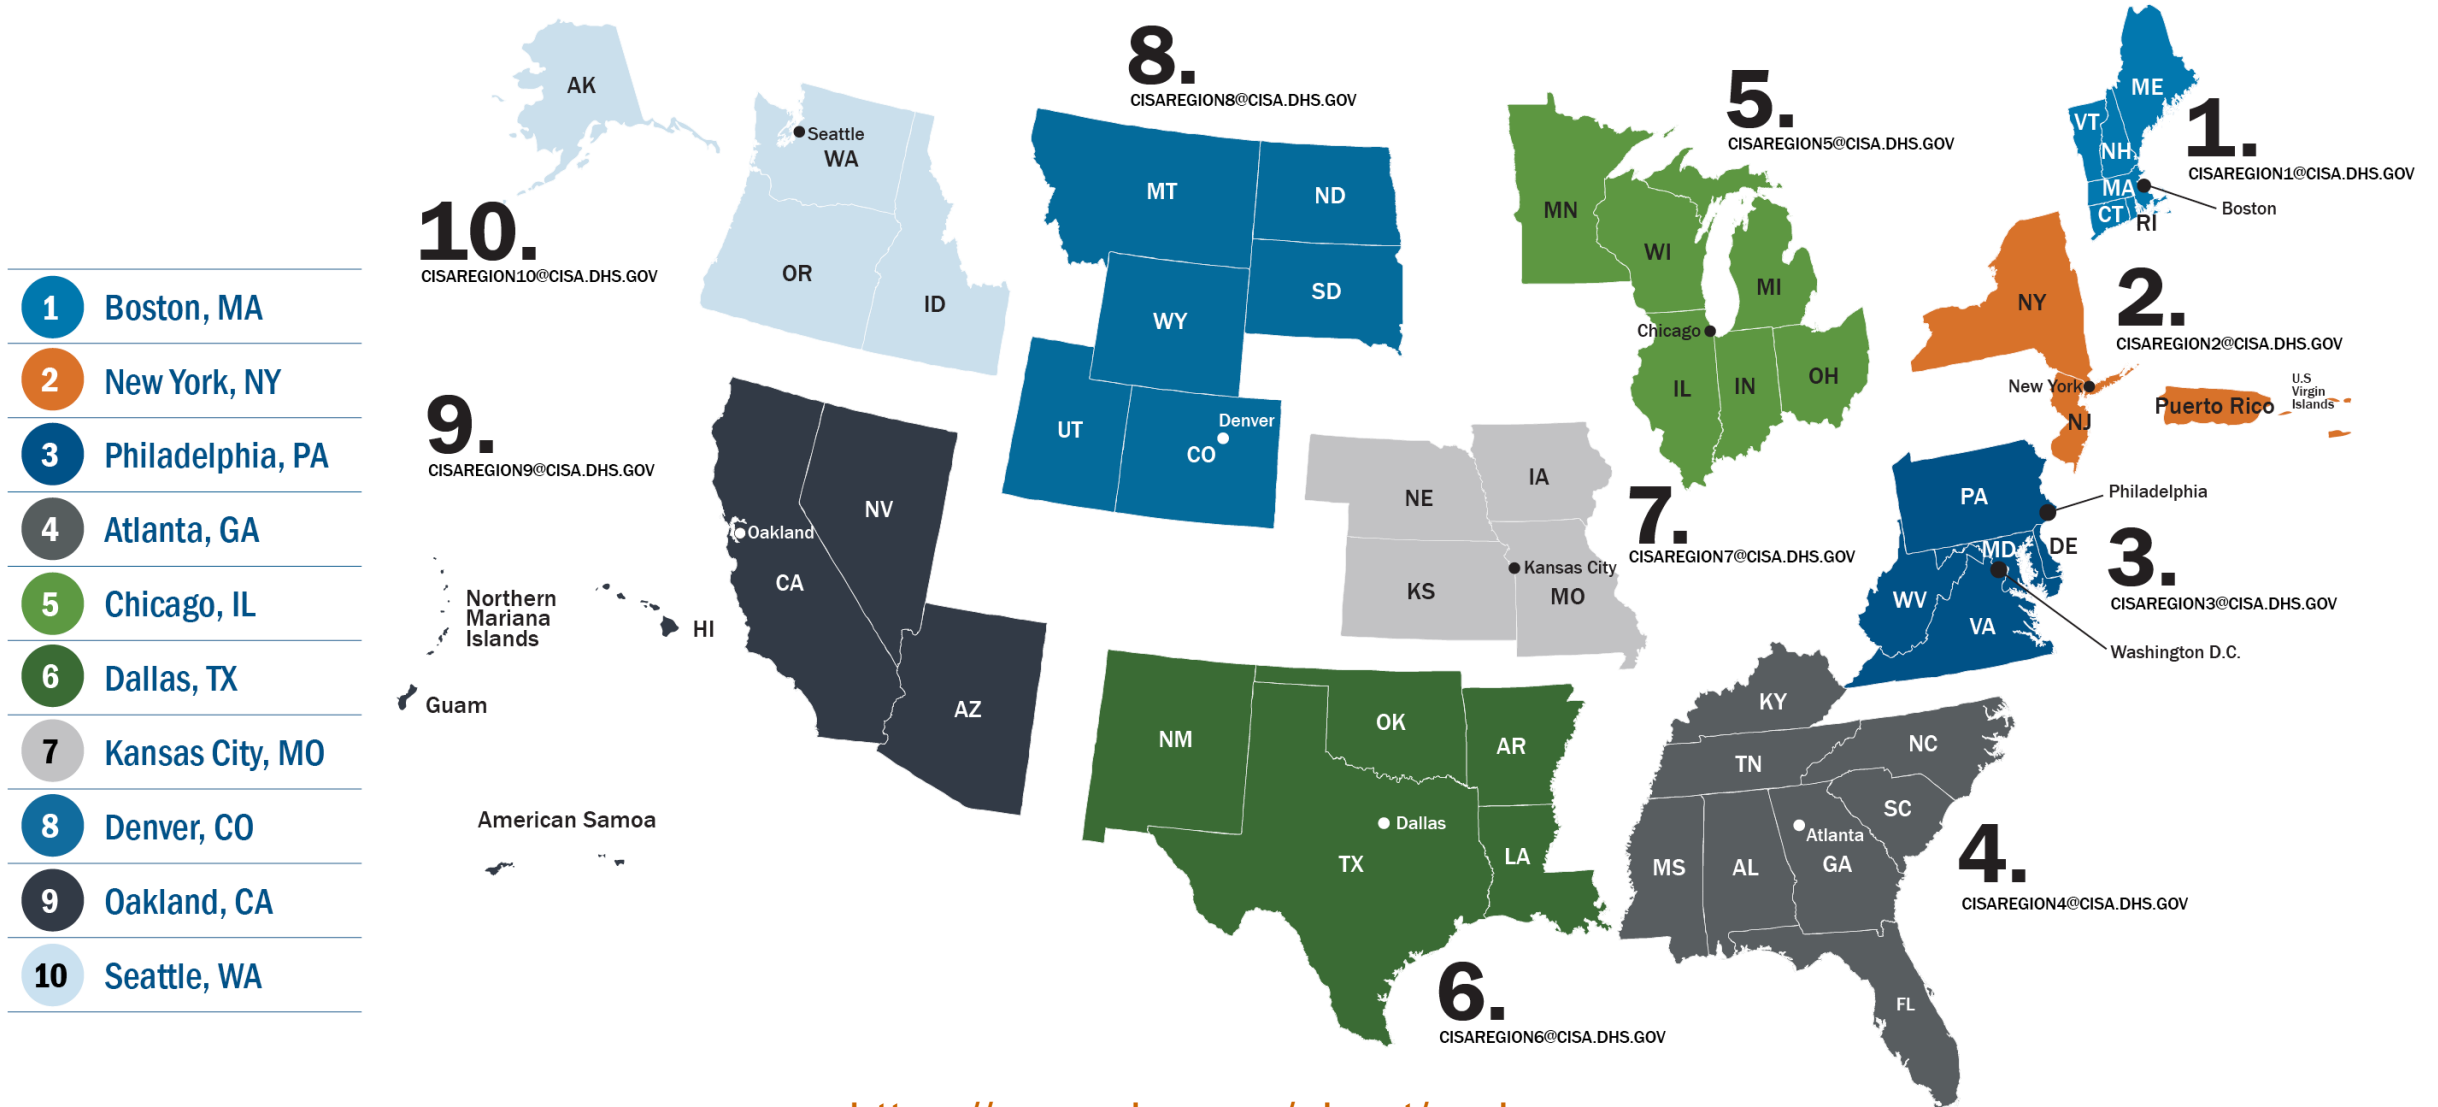 1 Boston, MA
2 New York, NY
3 Philadelphia, PA
4 Atlanta, GA
5 Chicago, IL
6 Dallas, TX
7 Kansas City, MO
8 Denver, CO
9 Oakland, CA
10 Seattle, WA
AK
10.
CISAREGION10@CISA.DHS.GOV
Seattle
WA
OR
ID
8.
CISAREGION8@CISA.DHS.GOV
MT
ND
SD
WY
UT
Denver
CO
5.
CISAREGION5@CISA.DHS.GOV
MN
WI
MI
Chicago
IL
IN
OH
ME
VT
NH
MA
CT
RI
1.
CISAREGION1@CISA.DHS.GOV
Boston
NY
2.
CISAREGION2@CISA.DHS.GOV
New York
NJ
Puerto Rico
U.S
Virgin
Islands
9.
CISAREGION9@CISA.DHS.GOV
NV
Oakland
CA
AZ
Northern
Mariana
Islands
HI
Guam
American Samoa
NE
IA
KS
Kansas City
MO
7.
CISAREGION7@CISA.DHS.GOV
PA
Philadelphia
MD
DE
3.
CISAREGION3@CISA.DHS.GOV
WV
VA
Washington D.C.
NM
OK
AR
Dallas
TX
LA
6.
CISAREGION6@CISA.DHS.GOV
KY
TN
NC
SC
Atlanta
MS
AL
GA
FL
4.
CISAREGION4@CISA.DHS.GOV